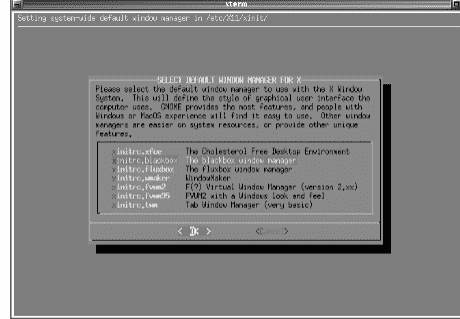 xterm
Setting system-wide default window manager in /etc/X11/xinit/
SELECT DEFAULT WINDOW MANAGER FOR X
Please select the default window manager to use with the X Window
System. This will define the style of graphical user interface the
computer uses. GNOME provides the most features, and people with
Windows or MacOS experience will find it easy to use. Other window
managers are easier on system resources, or provide other unique
features.
xinitrc.xfce The Cholesterol Free Desktop Environment
xinitrc.blackbox The blackbox window manager
xinitrc.fluxbox The fluxbox window manager
xinitrc.wmaker WindowMaker
xinitrc.fvwm2 F(?) Virtual Window Manager (version 2.xx)
xinitrc.fvwm95 FVWM2 with a Windows look and feel
xinitrc.twm Tab Window Manager (very basic)
< OK > <Cancel>